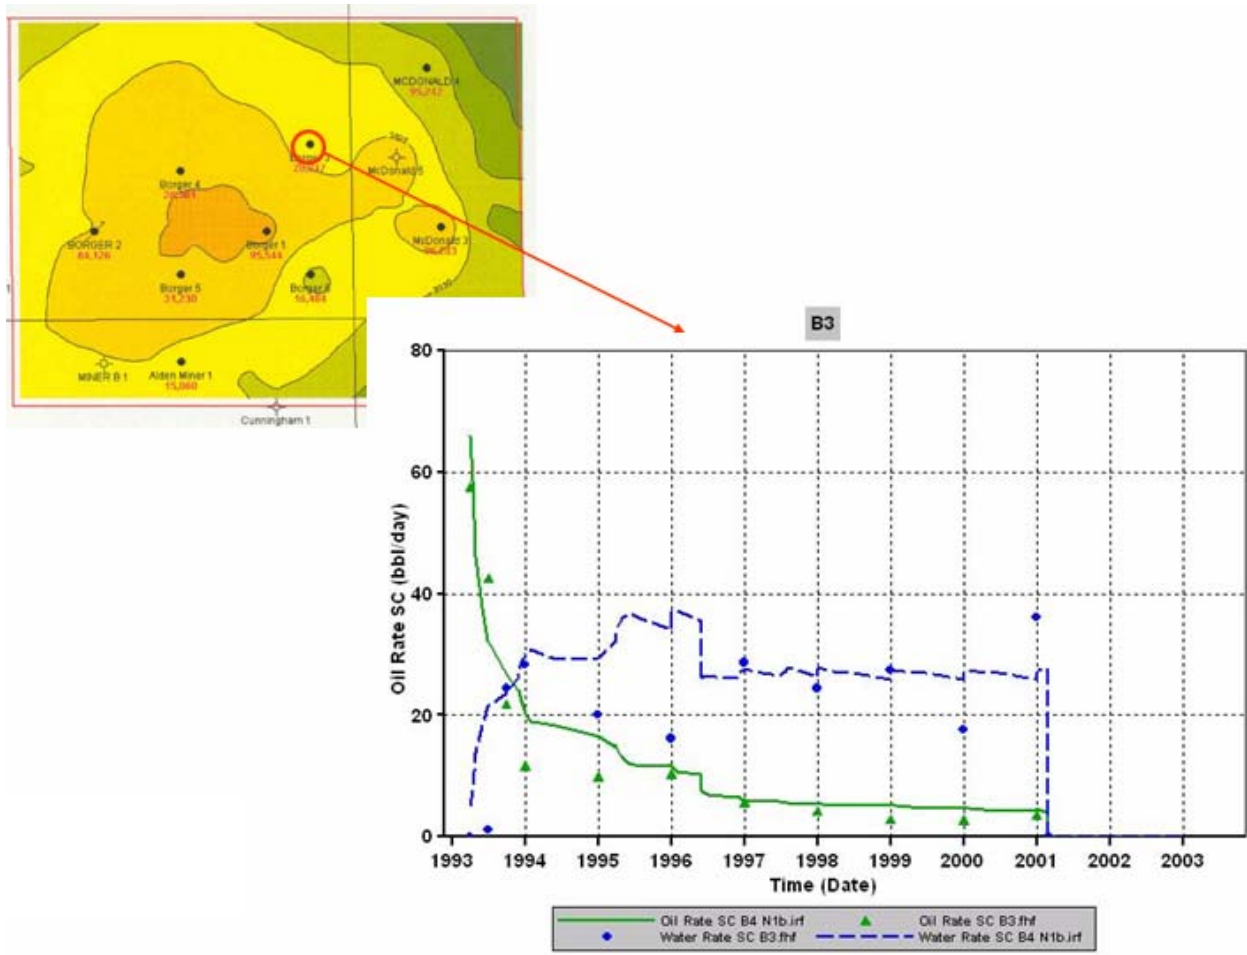 MCDONALD 4
95,242
McDonald 5
Borger 4
BORGER 2
84,126
Borger 1
95,544
McDonald 3
Borger 5
31,230
Borger 6
16,484
MINER B 1
Alden Miner 1
15,060
Cunningham 1
B3
80
60
40
20
0
Oil Rate SC (bbl/day)
1993 1994 1995 1996 1997 1998 1999 2000 2001 2002 2003
Time (Date)
Oil Rate SC B4 N1b.irf Oil Rate SC B3.fhf
Water Rate SC B3.fhf Water Rate SC B4 N1b.irf